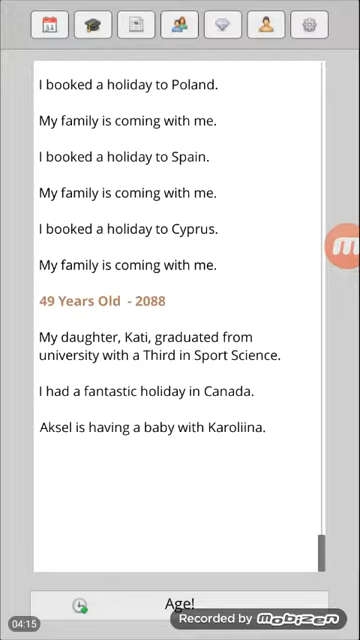 31
I booked a holiday to Poland.
My family is coming with me.
I booked a holiday to Spain.
My family is coming with me.
I booked a holiday to Cyprus.
My family is coming with me.
49 Years Old - 2088
My daughter, Kati, graduated from
university with a Third in Sport Science.
I had a fantastic holiday in Canada.
Aksel is having a baby with Karoliina.
Age!
04:15
Recorded by mobizen